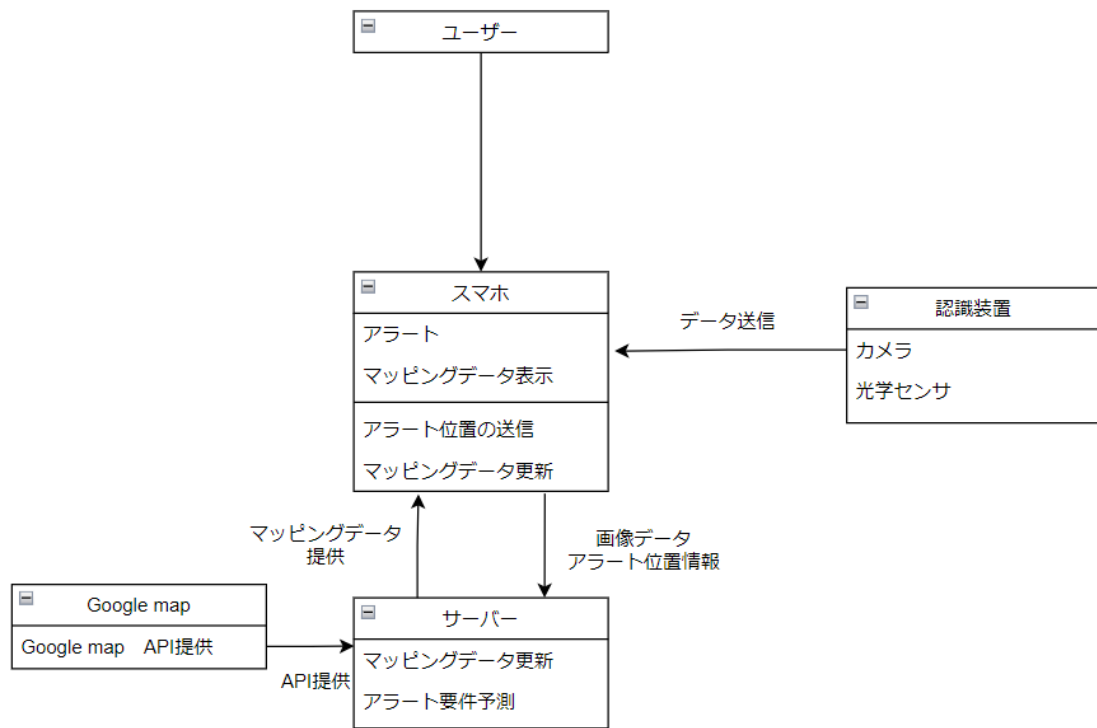 ユーザー
スマホ
アラート
マッピングデータ表示
アラート位置の送信
マッピングデータ更新
データ送信
認識装置
カメラ
光学センサ
マッピングデータ
提供
画像データ
アラート位置情報
Google map
Google map　API提供
API提供
サーバー
マッピングデータ更新
アラート要件予測